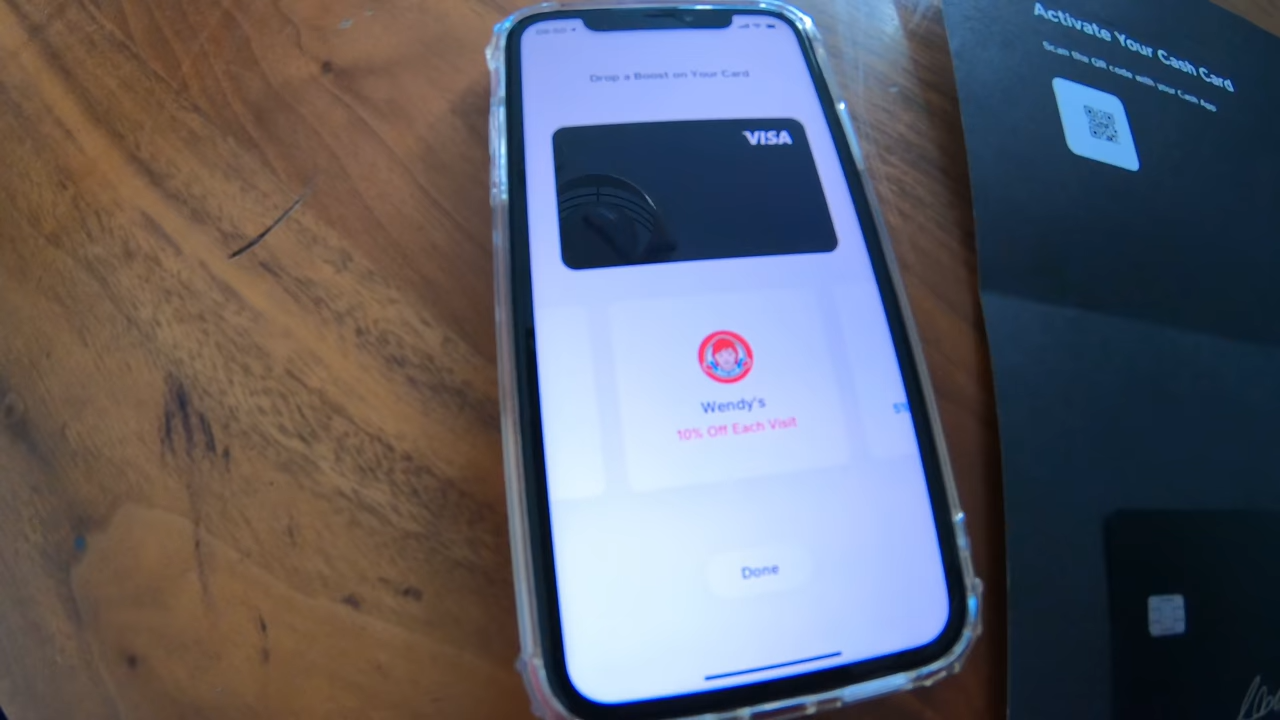 Drop a Boost on Your Card
VISA
Wendy's
10% Off Each Visit
5%
Done
Activate Your Cash Card
Scan the QR code with your Cash App